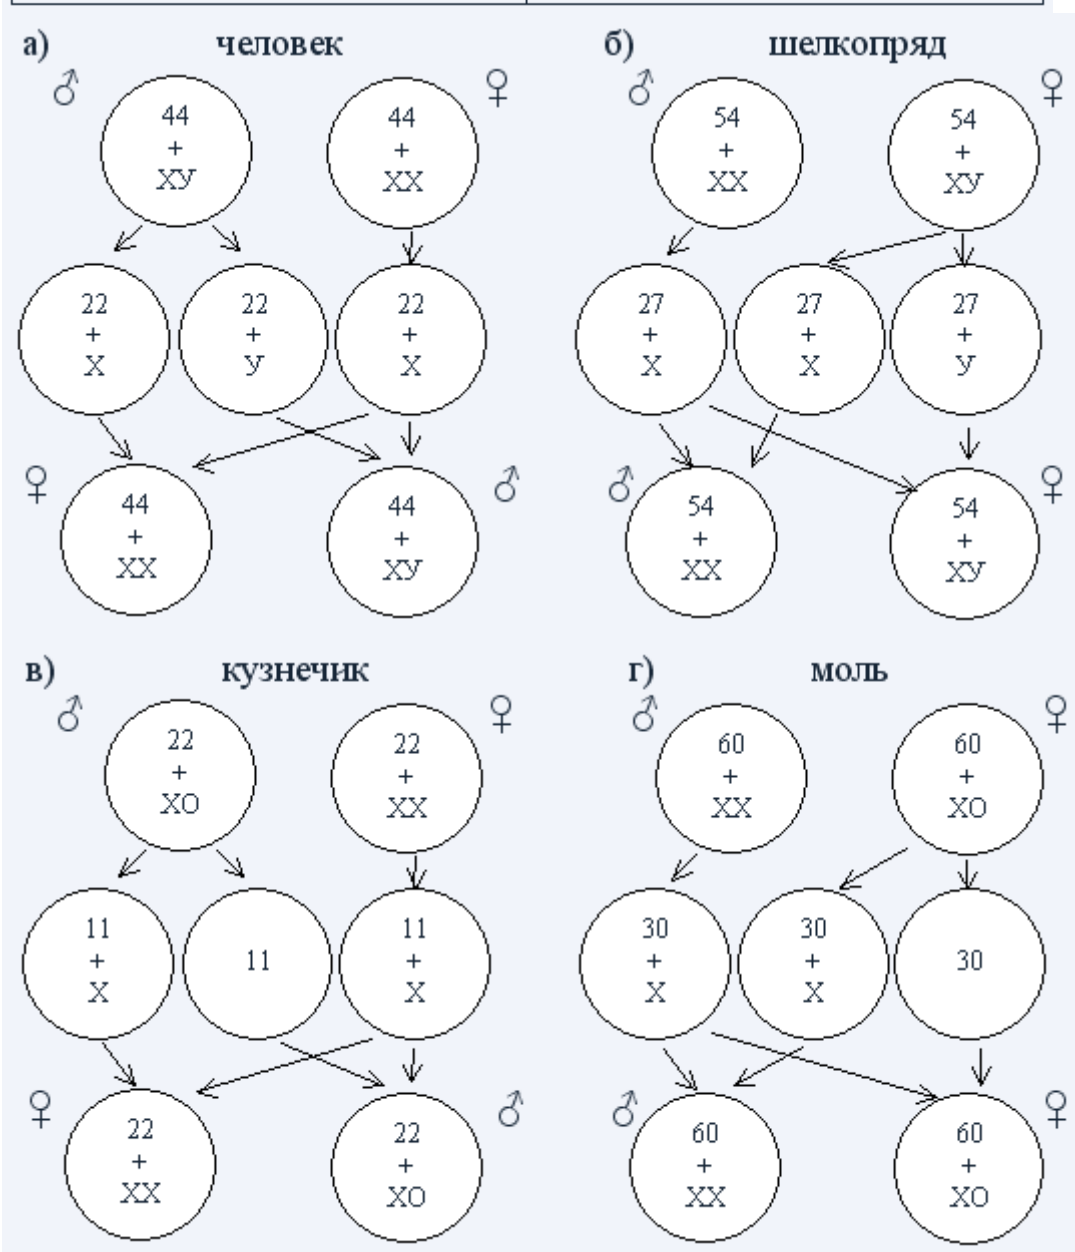 а) человек
♂ ♀
44 + ХУ
44 + ХХ
22 + Х
22 + У
22 + Х
♀ ♂
44 + ХХ
44 + ХУ
б) шелкопряд
♂ ♀
54 + ХХ
54 + ХУ
27 + Х
27 + Х
27 + У
♂ ♀
54 + ХХ
54 + ХУ
в) кузнечик
♂ ♀
22 + ХО
22 + ХХ
11 + Х
11
11 + Х
♀ ♂
22 + ХХ
22 + ХО
г) моль
♂ ♀
60 + ХХ
60 + ХО
30 + Х
30 + Х
30
♂ ♀
60 + ХХ
60 + ХО